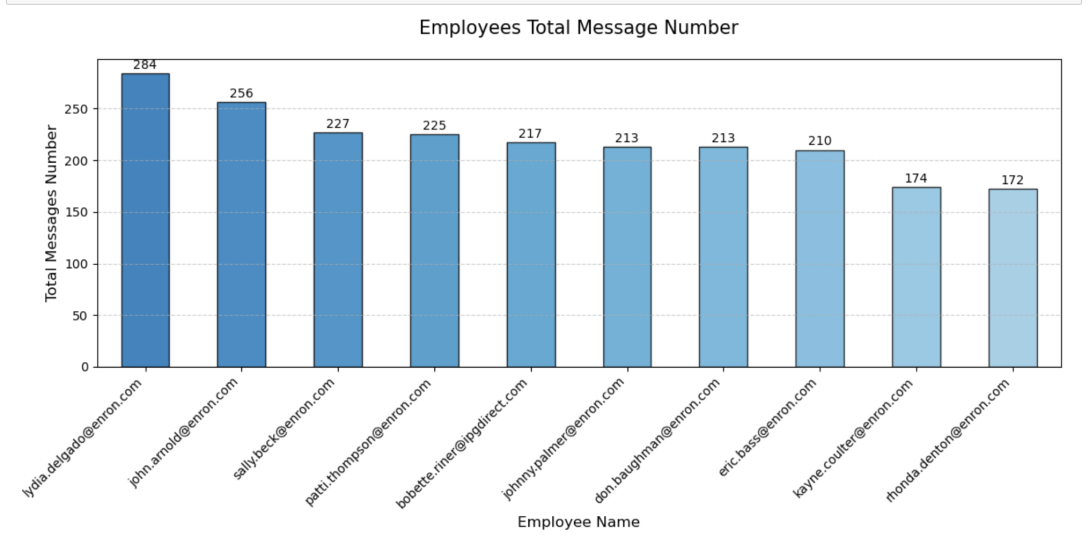 Employees Total Message Number
Total Messages Number
284
256
227
225
217
213
213
210
174
172
250
200
150
100
50
0
lydia.delgado@enron.com
john.arnold@enron.com
sally.beck@enron.com
patti.thompson@enron.com
bobette.riner@ipgdirect.com
johnny.palmer@enron.com
don.baughman@enron.com
eric.bass@enron.com
kayne.coulter@enron.com
rhonda.denton@enron.com
Employee Name